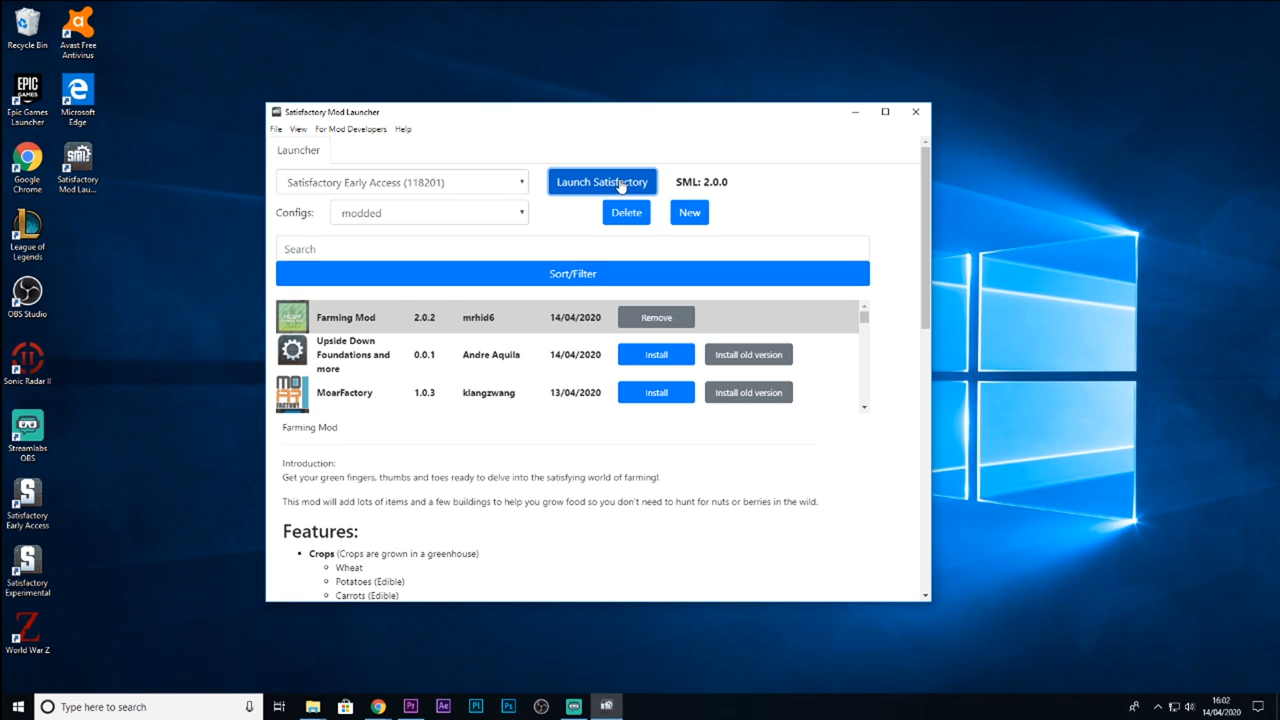 Recycle Bin
Avast Free
Antivirus
EPIC
GAMES
Epic Games
Launcher
Microsoft
Edge
Google
Chrome
SML
Satisfactory
Mod Lau...
League of
Legends
OBS Studio
Sonic Radar II
Streamlabs
OBS
Satisfactory
Early Access
Satisfactory
Experimental
World War Z
Satisfactory Mod Launcher
File View For Mod Developers Help
Launcher
Satisfactory Early Access (118201)
Launch Satisfactory
SML: 2.0.0
Configs:
modded
Delete
New
Search
Sort/Filter
Farming Mod 2.0.2 mrhid6 14/04/2020 Remove
Upside Down
Foundations and
more
0.0.1 Andre Aquila 14/04/2020 Install Install old version
MoarFactory 1.0.3 klangzwang 13/04/2020 Install Install old version
Farming Mod
Introduction:
Get your green fingers, thumbs and toes ready to delve into the satisfying world of farming!
This mod will add lots of items and a few buildings to help you grow food so you don't need to hunt for nuts or berries in the wild.
Features:
Crops (Crops are grown in a greenhouse)
Wheat
Potatoes (Edible)
Carrots (Edible)
Type here to search
Pr
Ae
Pl
Ps
16:02
14/04/2020